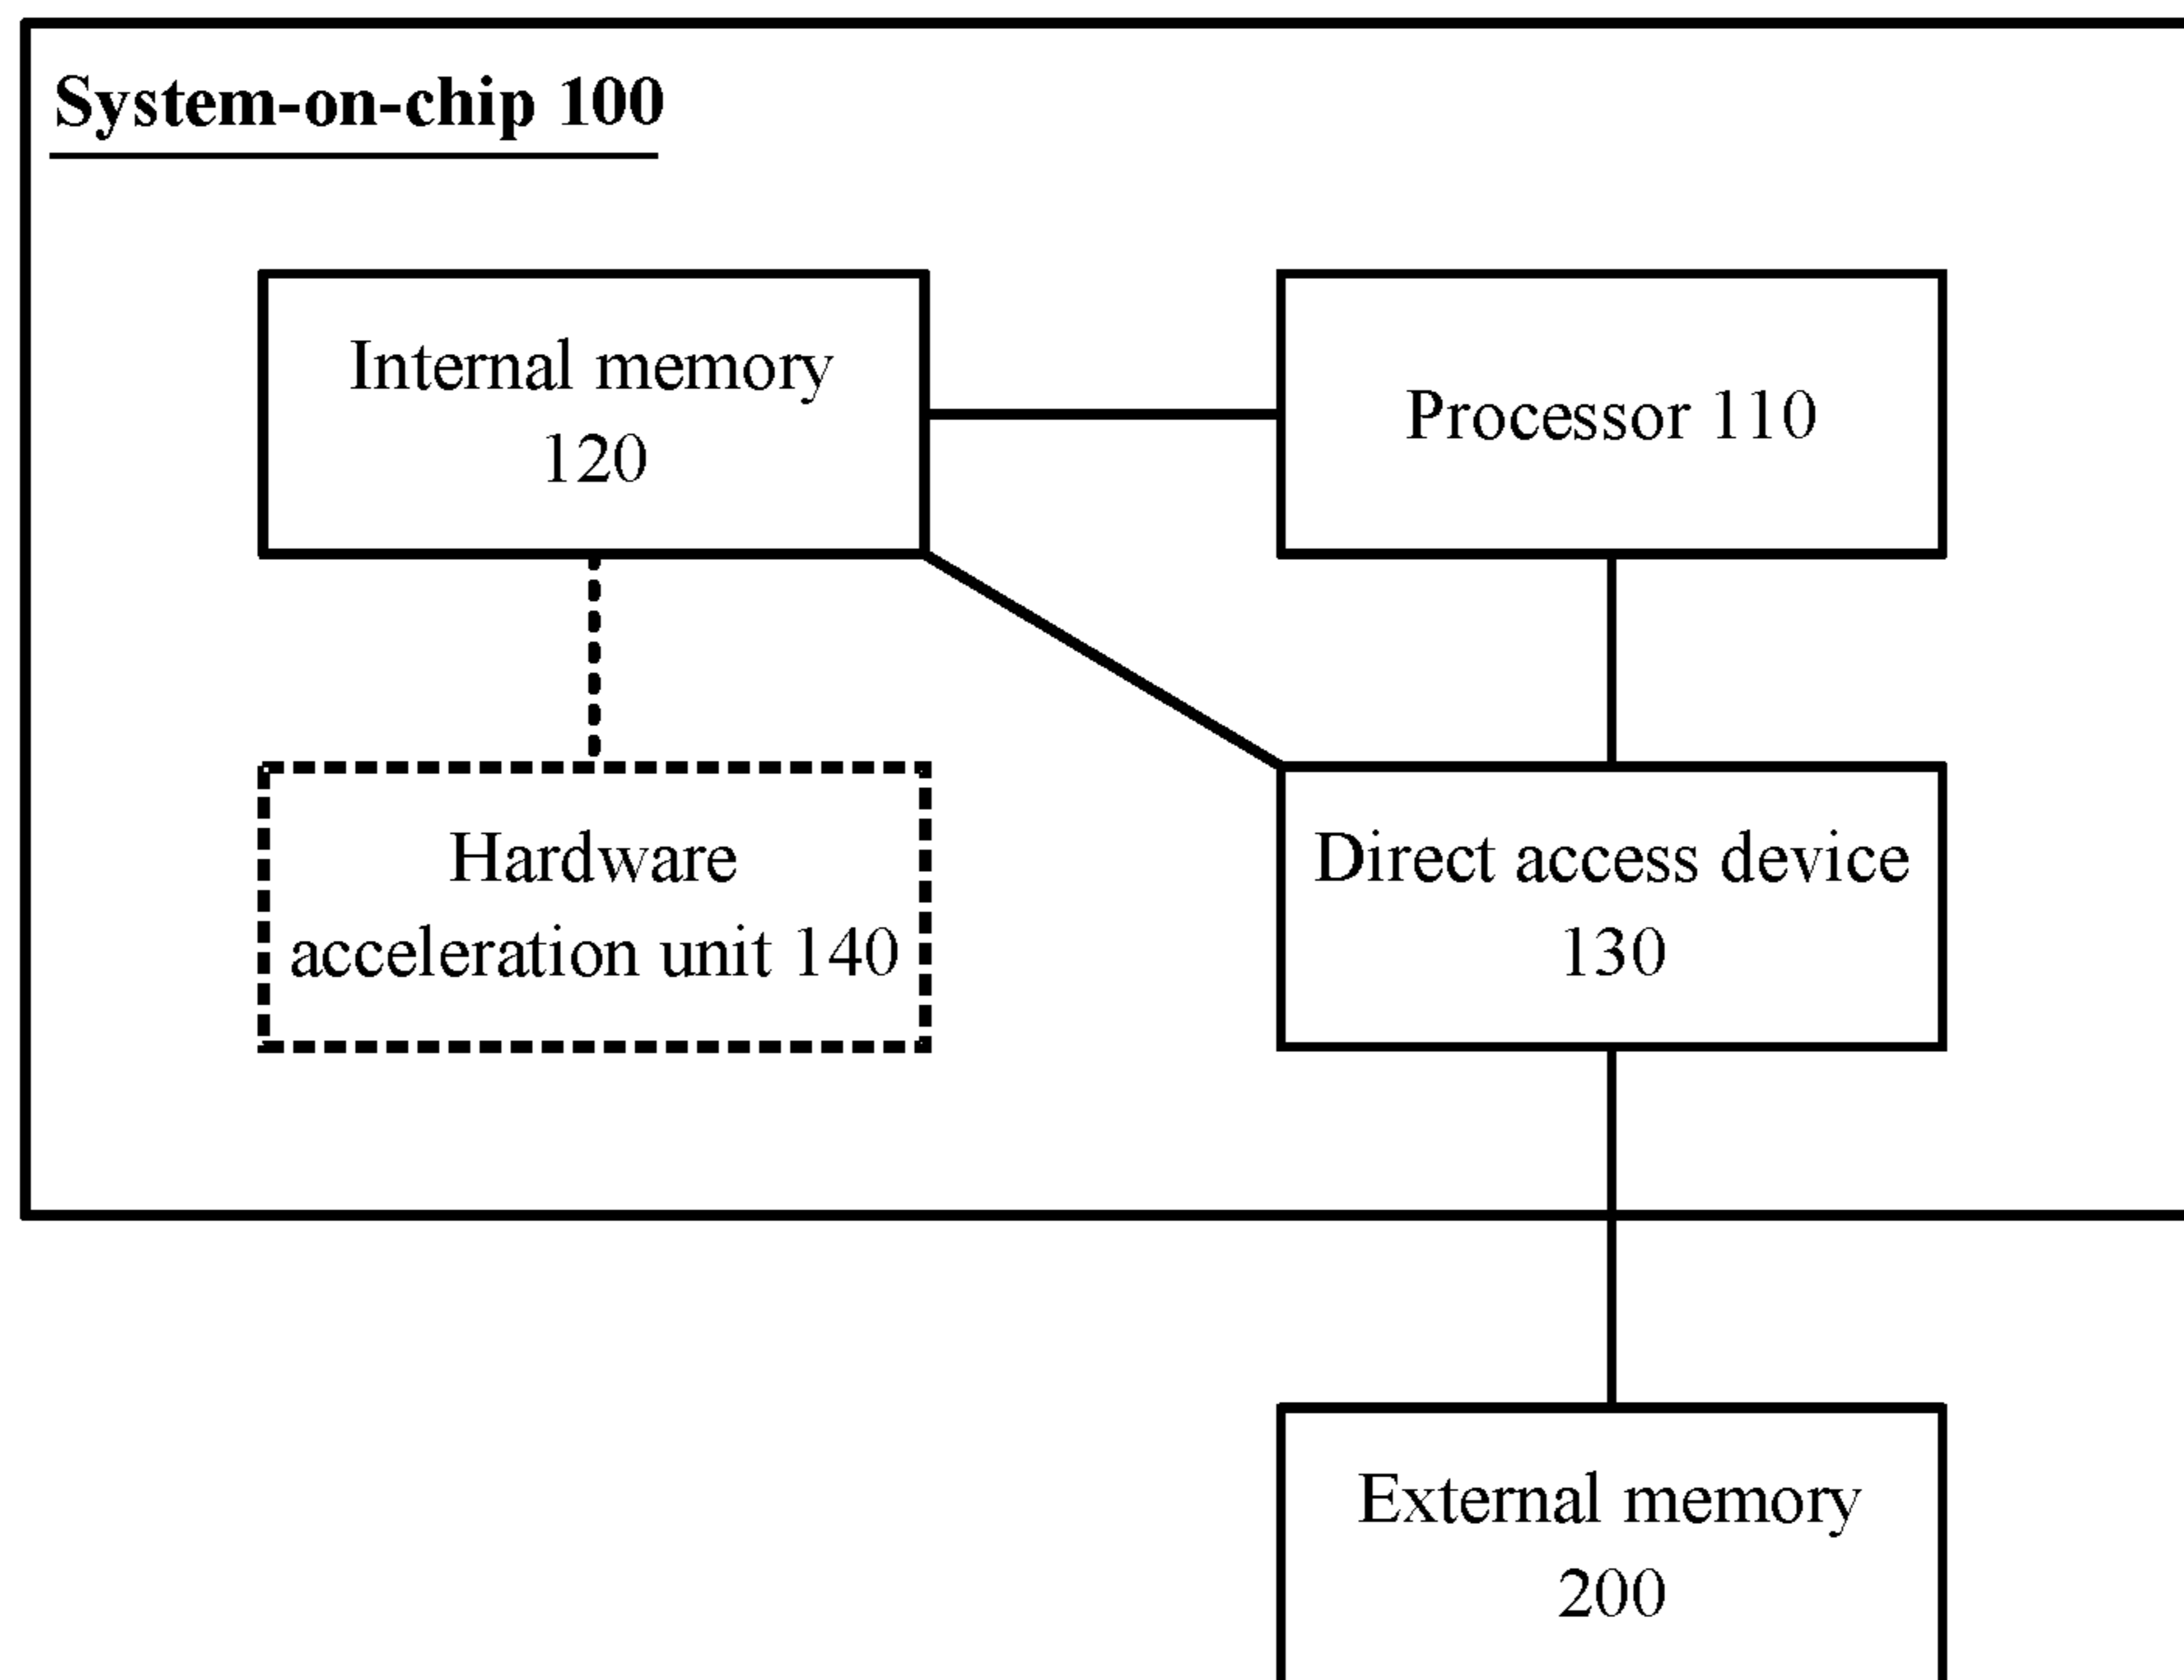 System-on-chip 100
Internal memory
120
Processor 110
Hardware
acceleration unit 140
Direct access device
130
External memory
200